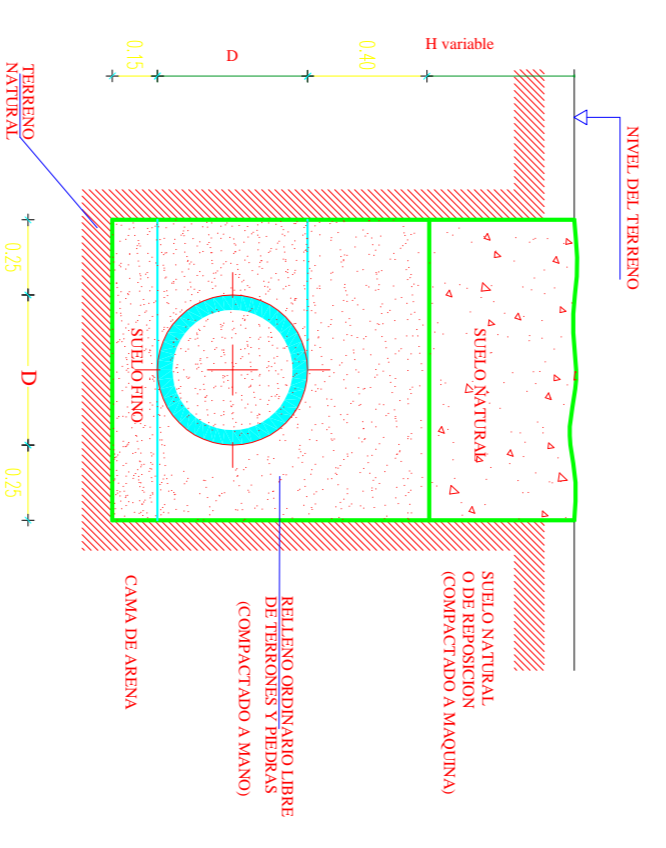 NIVEL DEL TERRENO
H variable
0.40
D
0.15
TERRENO
NATURAL
SUELO NATURAL
SUELO FINO
SUELO NATURAL
O DE REPOSICION
(COMPACTADO A MAQUINA)
RELLENO ORDINARIO LIBRE
DE TERRONES Y PIEDRAS
(COMPACTADO A MANO)
CAMA DE ARENA
0.25
D
0.25